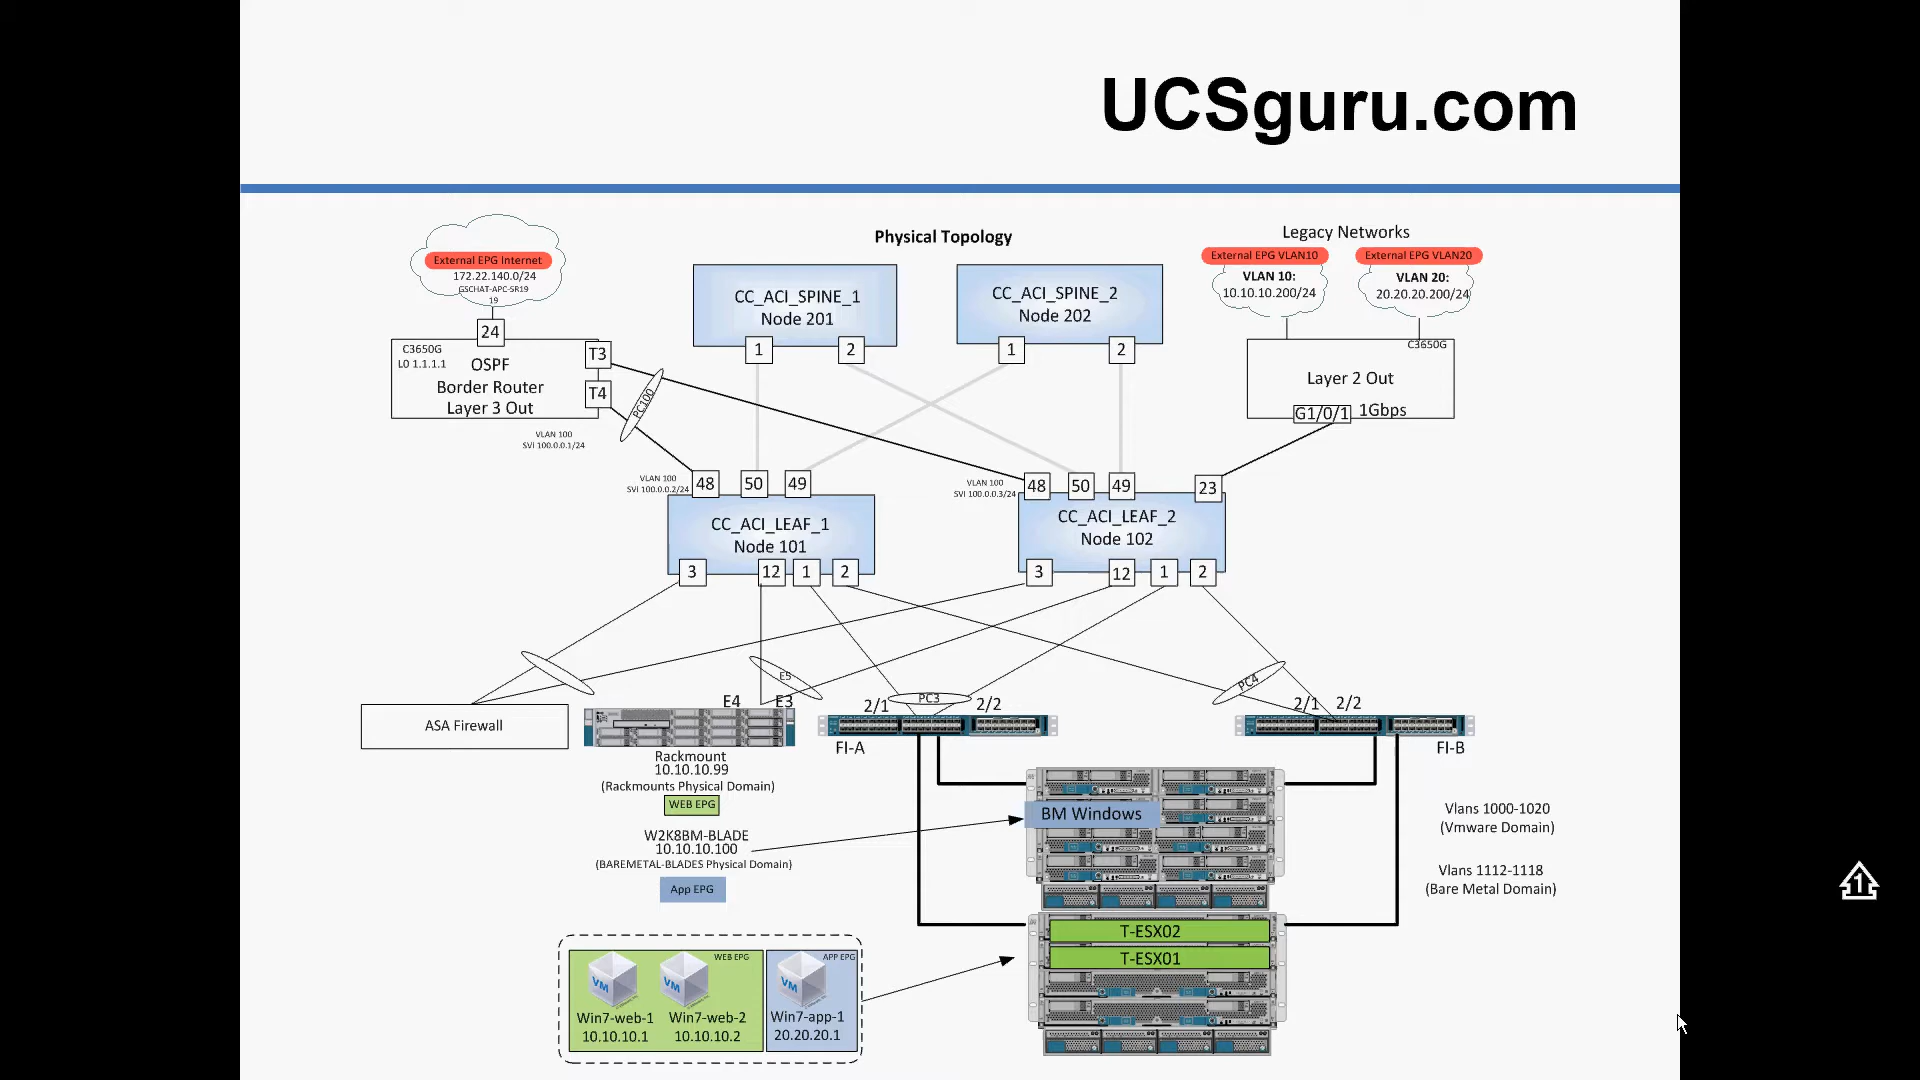 UCSguru.com
Physical Topology
Legacy Networks
External EPG Internet
172.22.140.0/24
GSCHAT-APC-SR19
19
24
C3650G
L0 1.1.1.1
OSPF
Border Router
Layer 3 Out
T3
T4
PC100
VLAN 100
SVI 100.0.0.1/24
CC_ACI_SPINE_1
Node 201
1
2
CC_ACI_SPINE_2
Node 202
1
2
External EPG VLAN10
VLAN 10:
10.10.10.200/24
External EPG VLAN20
VLAN 20:
20.20.20.200/24
C3650G
Layer 2 Out
G1/0/1
1Gbps
VLAN 100
SVI 100.0.0.2/24
48
50
49
CC_ACI_LEAF_1
Node 101
3
12
1
2
VLAN 100
SVI 100.0.0.3/24
48
50
49
23
CC_ACI_LEAF_2
Node 102
3
12
1
2
ASA Firewall
E5
E4
E3
Rackmount
10.10.10.99
(Rackmounts Physical Domain)
WEB EPG
W2K8BM-BLADE
10.10.10.100
(BAREMETAL-BLADES Physical Domain)
App EPG
2/1
PC3
2/2
FI-A
PC4
2/1
2/2
FI-B
BM Windows
T-ESX02
T-ESX01
Vlans 1000-1020
(Vmware Domain)
Vlans 1112-1118
(Bare Metal Domain)
WEB EPG
VM
VM
Win7-web-1
10.10.10.1
Win7-web-2
10.10.10.2
APP EPG
VM
Win7-app-1
20.20.20.1
1